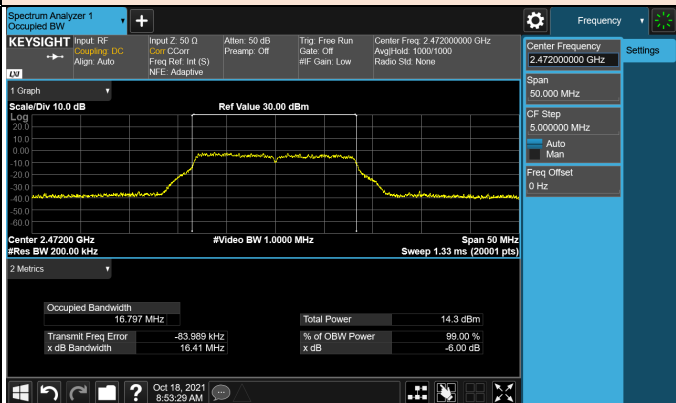 Spectrum Analyzer 1
Occupied BW
Frequency
KEYSIGHT
Input: RF
Coupling: DC
Align: Auto
Input Z: 50 Ω
Corr CCorr
Freq Ref: Int (S)
NFE: Adaptive
Atten: 50 dB
Preamp: Off
Trig: Free Run
Gate: Off
#IF Gain: Low
Center Freq: 2.472000000 GHz
Avg|Hold: 1000/1000
Radio Std: None
LXI
Center Frequency
2.472000000 GHz
Settings
Span
50.000 MHz
CF Step
5.000000 MHz
Auto
Man
Freq Offset
0 Hz
1 Graph
Scale/Div 10.0 dB
Ref Value 30.00 dBm
Log
20.0
10.0
0.00
-10.0
-20.0
-30.0
-40.0
-50.0
-60.0
Center 2.47200 GHz
#Video BW 1.0000 MHz
Span 50 MHz
#Res BW 200.00 kHz
Sweep 1.33 ms (20001 pts)
2 Metrics
Occupied Bandwidth
16.797 MHz
Total Power 14.3 dBm
Transmit Freq Error -83.989 kHz
% of OBW Power 99.00 %
x dB Bandwidth 16.41 MHz
x dB -6.00 dB
Oct 18, 2021
8:53:29 AM